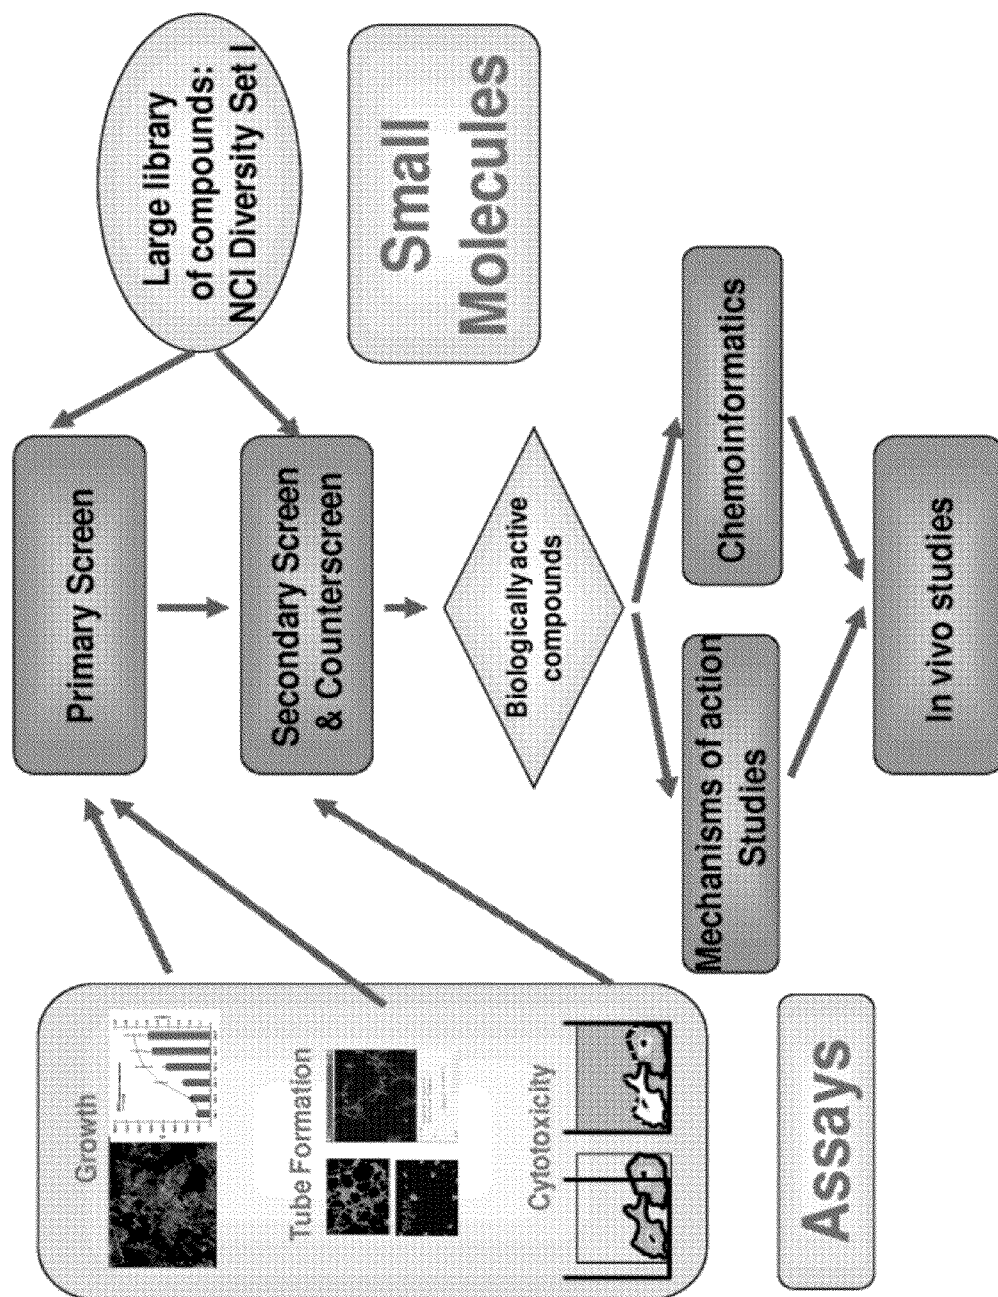 Growth
Tube Formation
Cytotoxicity
Assays
Primary Screen
Secondary Screen
& Counterscreen
Biologically active
compounds
Mechanisms of action
Studies
Chemoinformatics
In vivo studies
Large library
of compounds:
NCI Diversity Set I
Small
Molecules